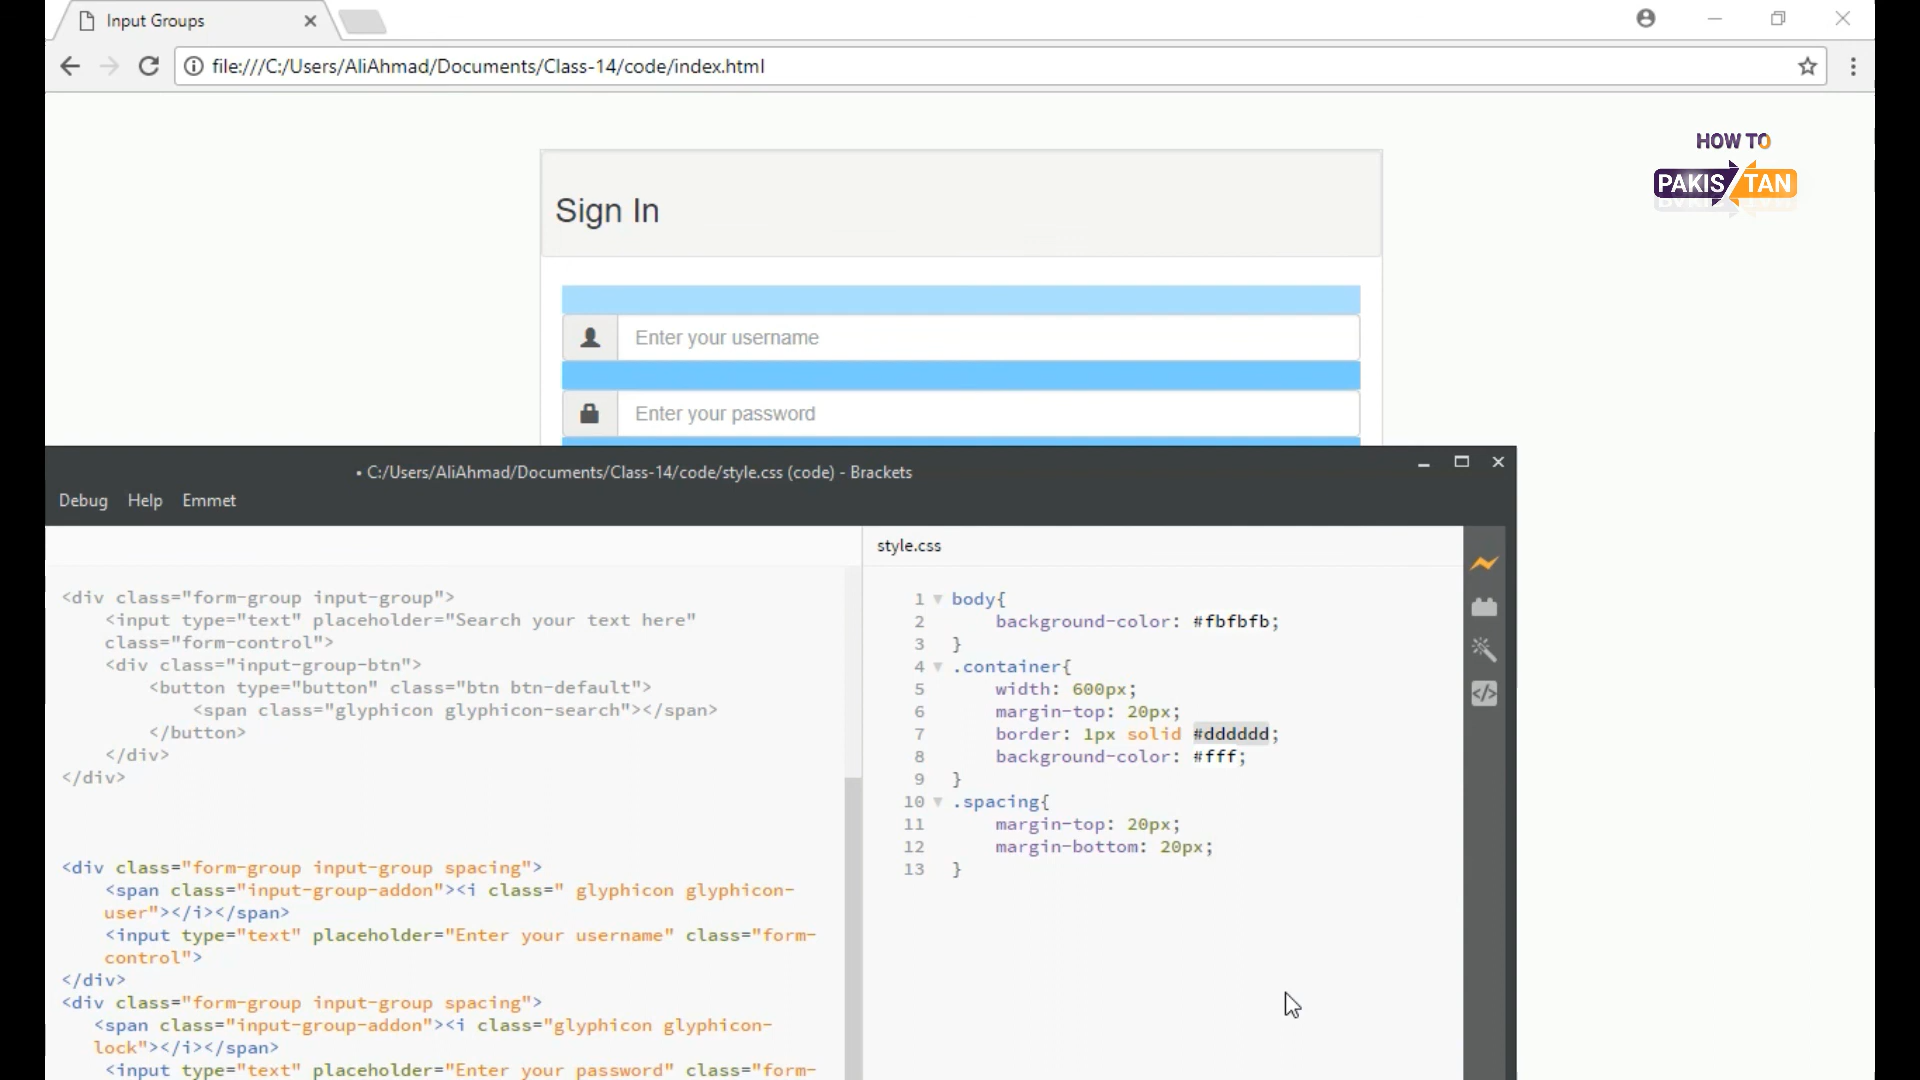 Input Groups
file:///C:/Users/AliAhmad/Documents/Class-14/code/index.html
HOW TO
PAKISTAN
Sign In
Enter your username
Enter your password
• C:/Users/AliAhmad/Documents/Class-14/code/style.css (code) - Brackets
Debug Help Emmet
<div class="form-group input-group">
<input type="text" placeholder="Search your text here"
class="form-control">
<div class="input-group-btn">
<button type="button" class="btn btn-default">
<span class="glyphicon glyphicon-search"></span>
</button>
</div>
</div>
<div class="form-group input-group spacing">
<span class="input-group-addon"><i class=" glyphicon glyphicon-
user"></i></span>
<input type="text" placeholder="Enter your username" class="form-
control">
</div>
<div class="form-group input-group spacing">
<span class="input-group-addon"><i class="glyphicon glyphicon-
lock"></i></span>
<input type="text" placeholder="Enter your password" class="form-
style.css
1 body{
2 background-color: #fbfbfb;
3 }
4 .container{
5 width: 600px;
6 margin-top: 20px;
7 border: 1px solid #dddddd;
8 background-color: #fff;
9 }
10 .spacing{
11 margin-top: 20px;
12 margin-bottom: 20px;
13 }